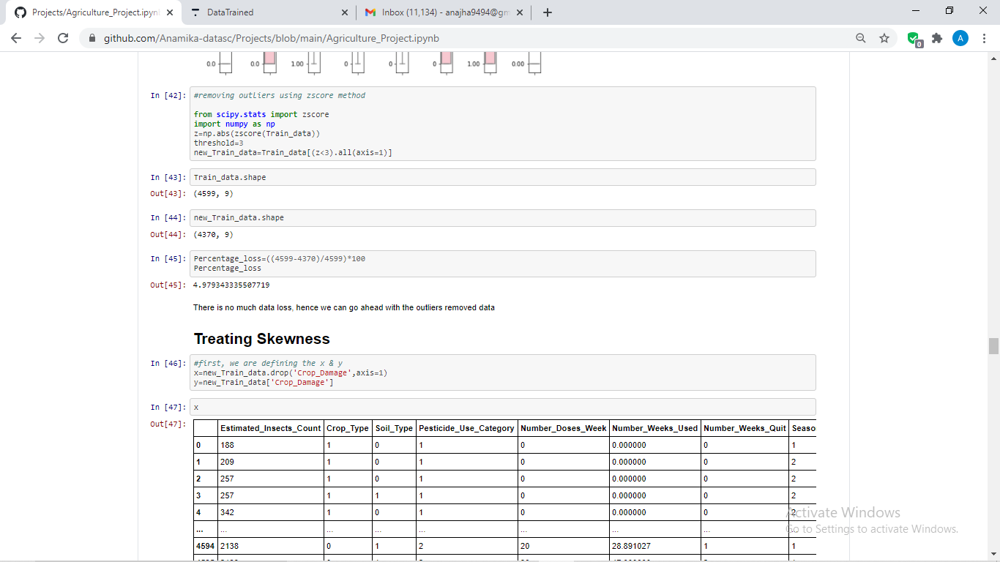 Projects/Agriculture_Project.ipyn
DataTrained
Inbox (11,134) - anajha9494@gm
github.com/Anamika-datasc/Projects/blob/main/Agriculture_Project.ipynb
0
A
0.0 0.0 1.00 0 0 0 1.00 0.00
In [42]: #removing outliers using zscore method
from scipy.stats import zscore
import numpy as np
z=np.abs(zscore(Train_data))
threshold=3
new_Train_data=Train_data[(z<3).all(axis=1)]
In [43]: Train_data.shape
Out[43]: (4599, 9)
In [44]: new_Train_data.shape
Out[44]: (4370, 9)
In [45]: Percentage_loss=((4599-4370)/4599)*100
Percentage_loss
Out[45]: 4.979343335507719
There is no much data loss, hence we can go ahead with the outliers removed data
Treating Skewness
In [46]: #first, we are defining the x & y
x=new_Train_data.drop('Crop_Damage',axis=1)
y=new_Train_data['Crop_Damage']
In [47]: x
Out[47]:
Estimated_Insects_Count Crop_Type Soil_Type Pesticide_Use_Category Number_Doses_Week Number_Weeks_Used Number_Weeks_Quit Seaso
0 188 1 0 1 0 0.000000 0 1
1 209 1 0 1 0 0.000000 0 2
2 257 1 0 1 0 0.000000 0 2
3 257 1 1 1 0 0.000000 0 2
4 342 1 0 1 0 0.000000 0 2
... ... ... ... ... ... ... ... ...
4594 2138 0 1 2 20 28.891027 1 1
Activate Windows
Go to Settings to activate Windows.